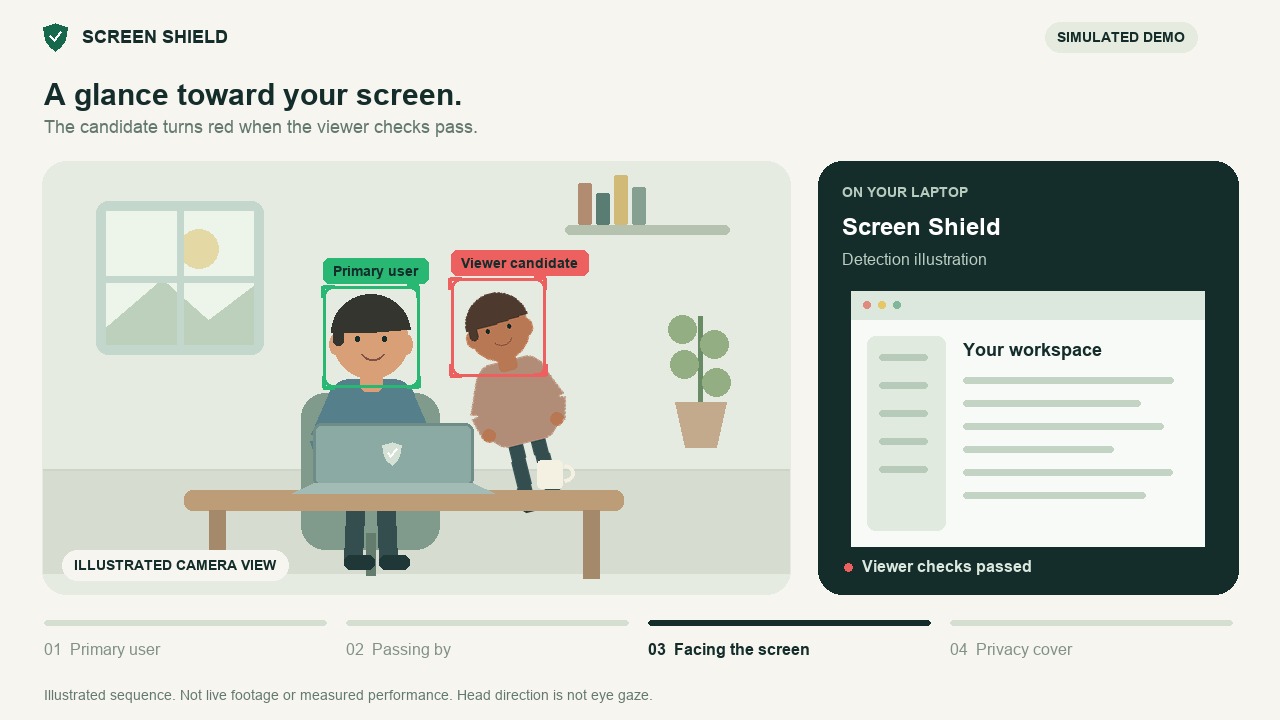 SCREEN SHIELD
SIMULATED DEMO
A glance toward your screen.
The candidate turns red when the viewer checks pass.
Primary user
Viewer candidate
ILLUSTRATED CAMERA VIEW
ON YOUR LAPTOP
Screen Shield
Detection illustration
Your workspace
Viewer checks passed
01 Primary user
02 Passing by
03 Facing the screen
04 Privacy cover
Illustrated sequence. Not live footage or measured performance. Head direction is not eye gaze.